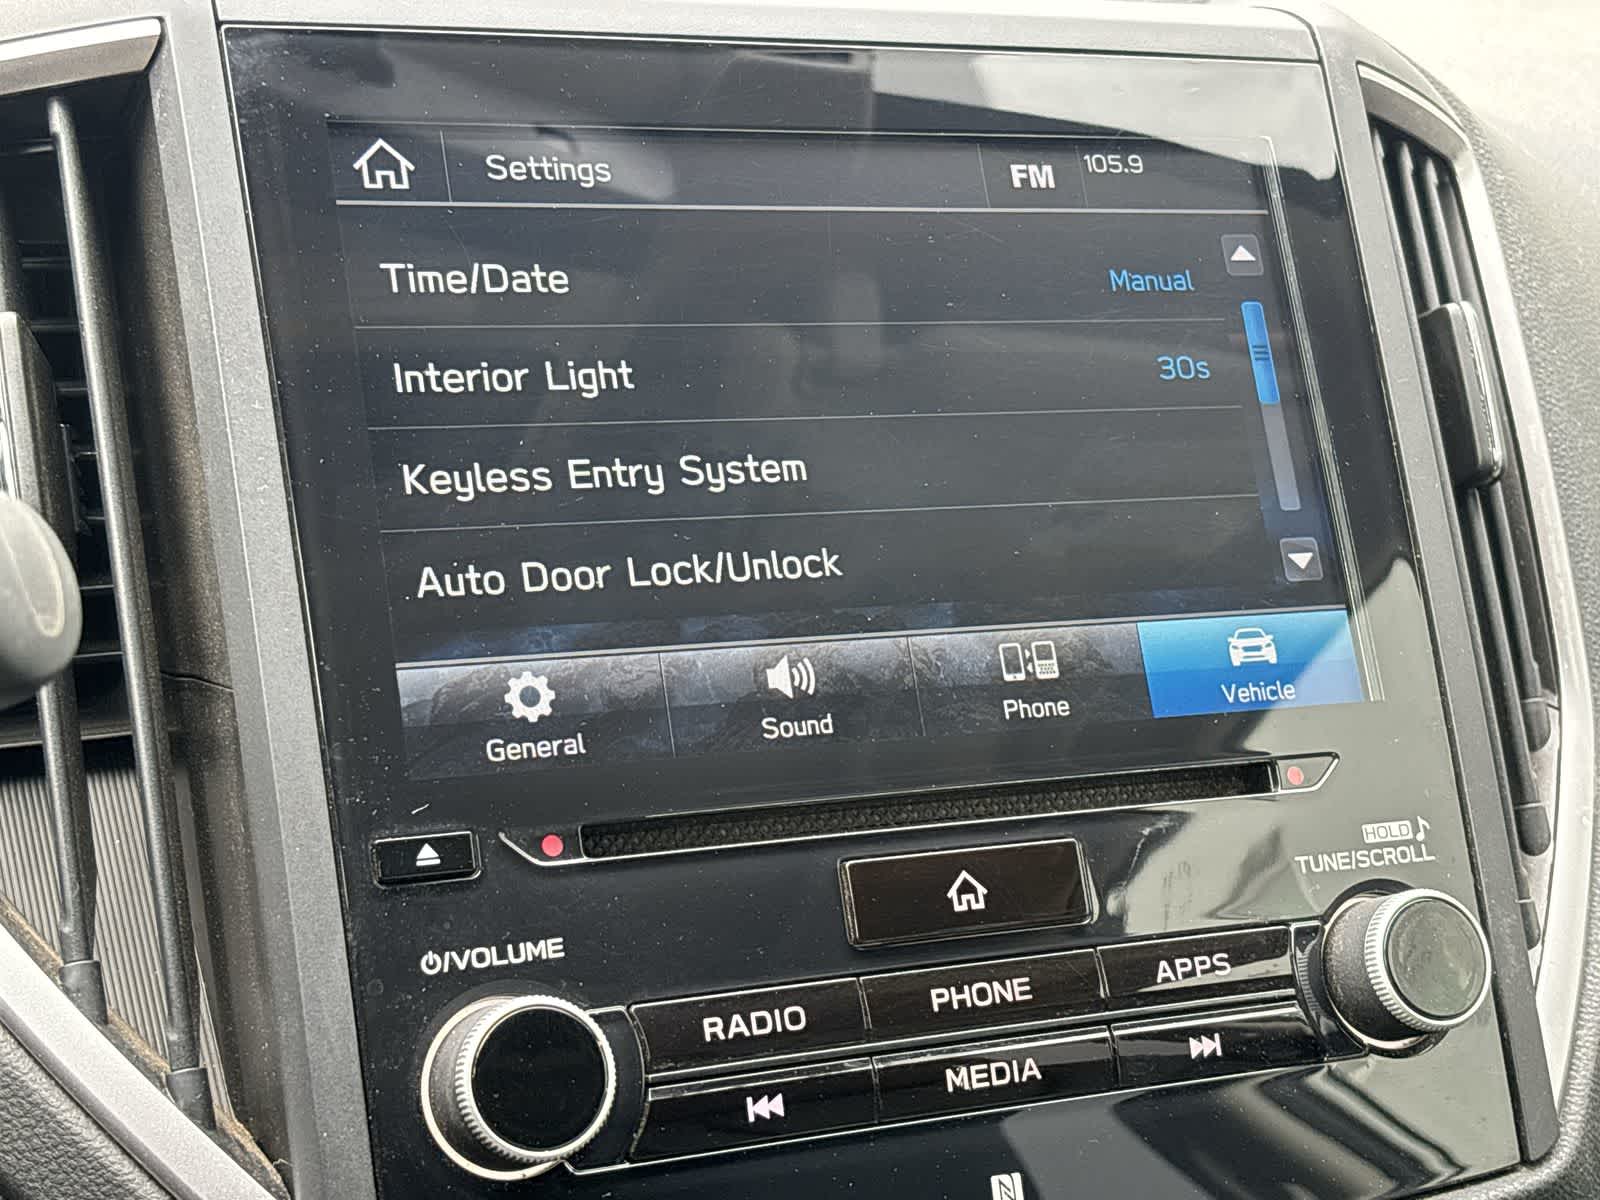 Settings
FM
105.9
Time/Date
Manual
Interior Light
30s
Keyless Entry System
Auto Door Lock/Unlock
General
Sound
Phone
Vehicle
HOLD
TUNE/SCROLL
/VOLUME
RADIO
PHONE
APPS
MEDIA